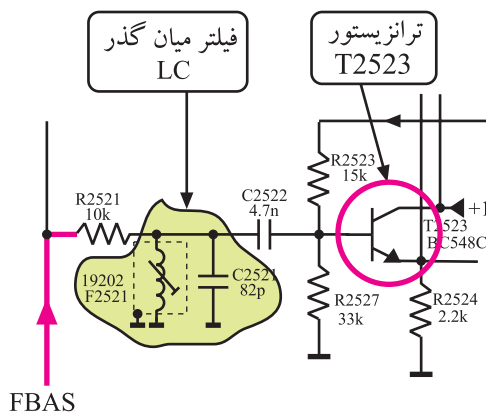 فیلتر میان گذر
LC
ترانزیستور
T2523
R2521
10k
C2522
4.7n
R2523
15k
+1
T2523
BC548C
19202
F2521
C2521
82p
R2527
33k
R2524
2.2k
FBAS